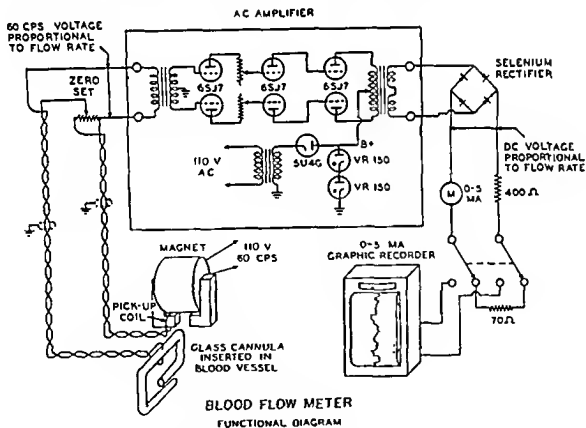 AC AMPLIFIER
60 CPS VOLTAGE
PROPORTIONAL
TO FLOW RATE
ZERO
SET
6SJ7
6SJ7
6SJ7
SELENIUM
RECTIFIER
110 V
AC
5U4G
B+
VR 150
VR 150
DC VOLTAGE
PROPORTIONAL
TO FLOW RATE
M
0-5
MA
400 Ω
MAGNET
110 V
60 CPS
PICK-UP
COIL
0-5 MA
GRAPHIC RECORDER
70Ω
GLASS CANNULA
INSERTED IN
BLOOD VESSEL
BLOOD FLOW METER
FUNCTIONAL DIAGRAM